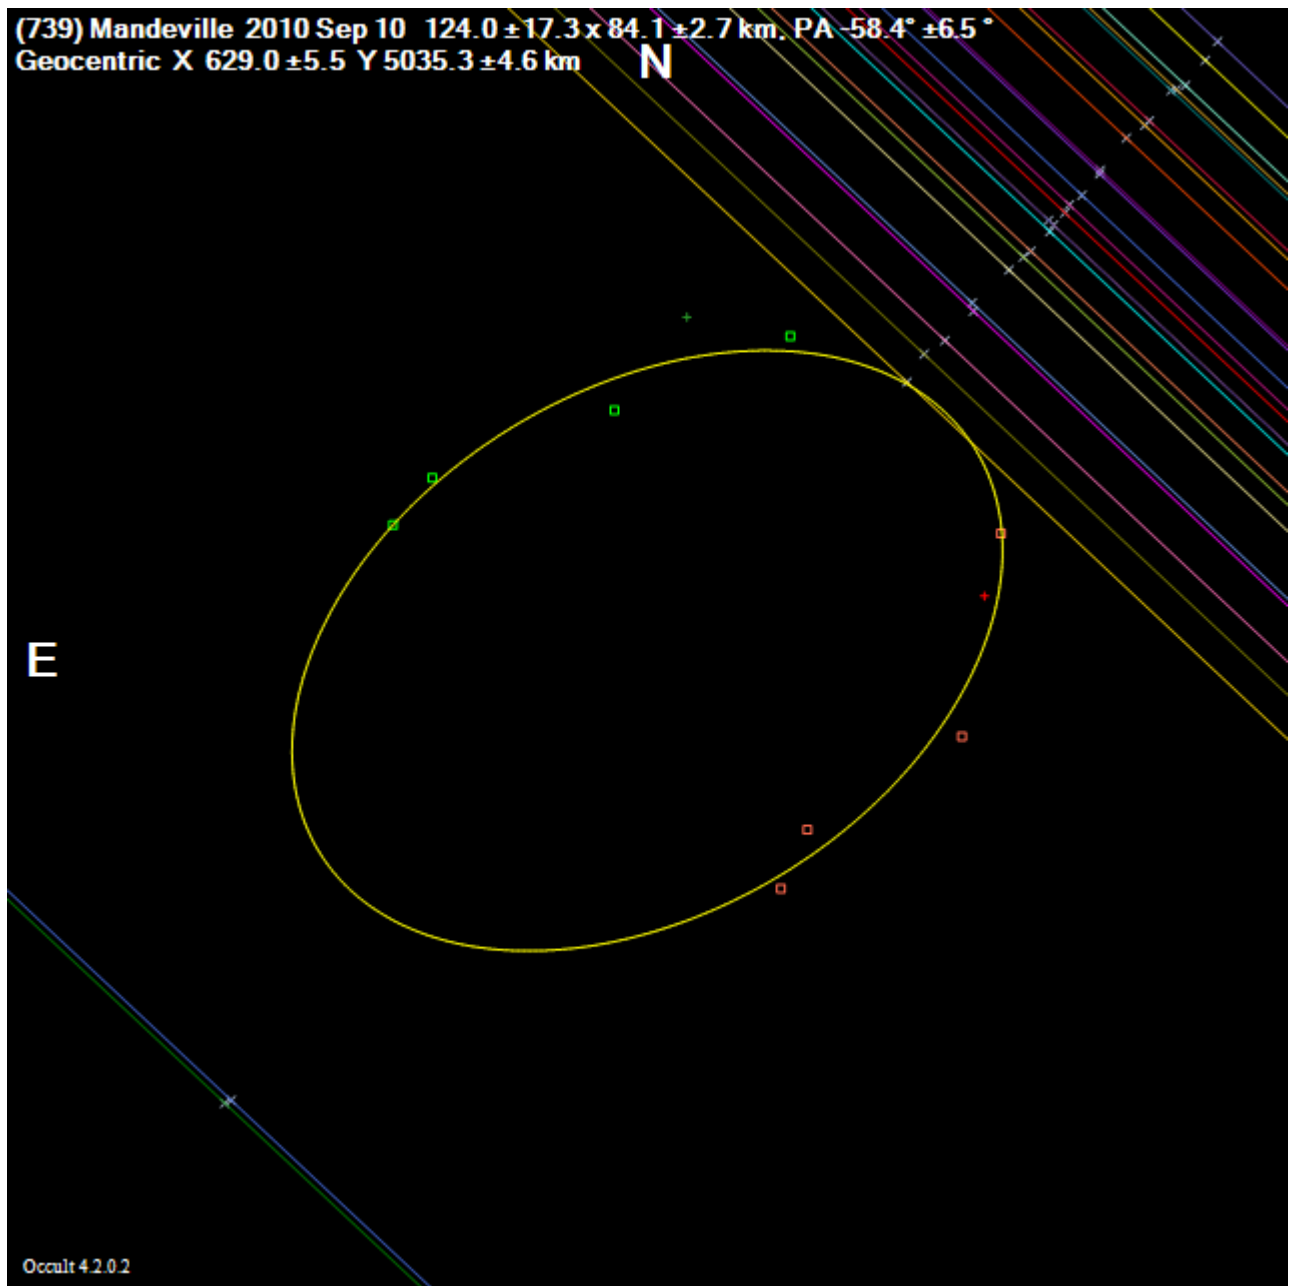 (739) Mandeville 2010 Sep 10 124.0 ±17.3 x 84.1 ±2.7 km, PA -58.4° ±6.5 °
Geocentric X 629.0 ±5.5 Y 5035.3 ±4.6 km
N
E
Occult 4.2.0.2